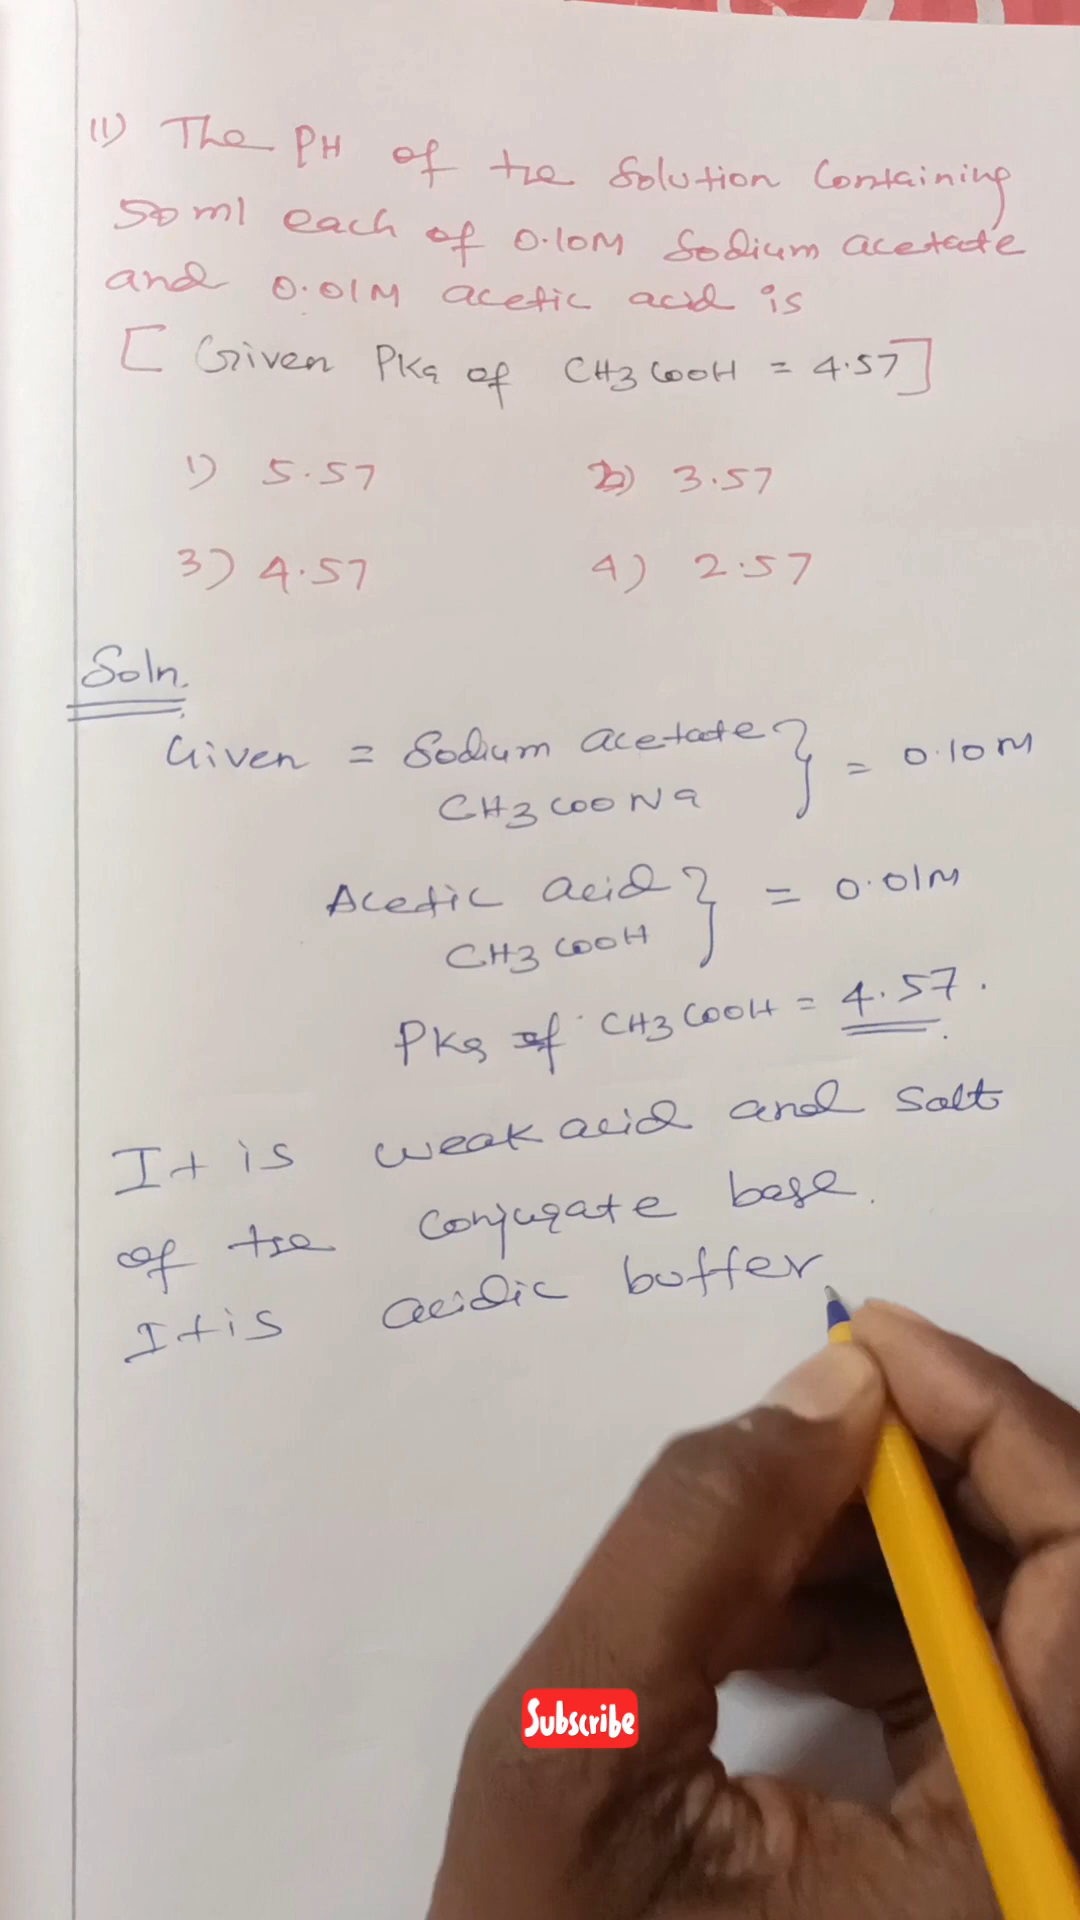 11) The PH of the Solution Containing
50ml each of 0.10M Sodium acetate
and 0.01M acetic acid is
[ Given PKa of CH3COOH = 4.57]
1) 5.57 2) 3.57
3) 4.57 4) 2.57
Soln.
Given = Sodium acetate } = 0.10M
CH3COONa
Acetic acid } = 0.01M
CH3COOH
PKa of CH3COOH = 4.57.
It is weak acid and salt
of the conjugate base.
It is acidic buffer
Subscribe